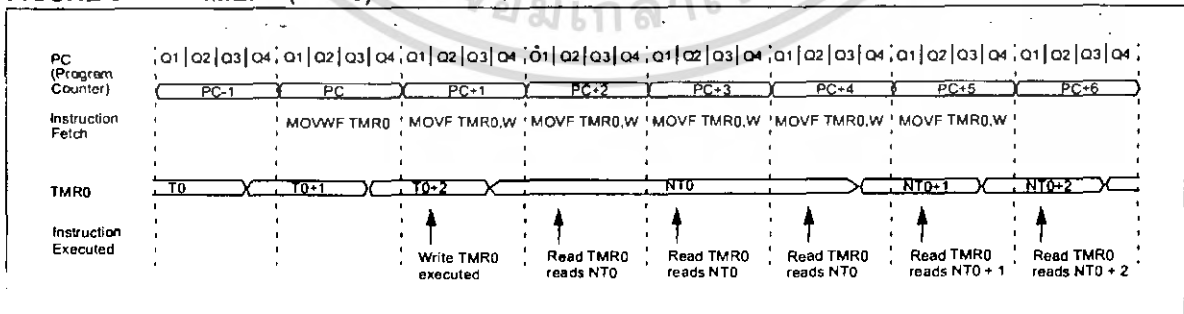 PC (Program Counter)
Q1 Q2 Q3 Q4 Q1 Q2 Q3 Q4 Q1 Q2 Q3 Q4 Q1 Q2 Q3 Q4 Q1 Q2 Q3 Q4 Q1 Q2 Q3 Q4 Q1 Q2 Q3 Q4 Q1 Q2 Q3 Q4
PC-1 PC PC+1 PC+2 PC+3 PC+4 PC+5 PC+6
Instruction Fetch
MOVWF TMR0 MOVF TMR0,W MOVF TMR0,W MOVF TMR0,W MOVF TMR0,W MOVF TMR0,W
TMR0 T0 T0+1 T0+2 NT0 NT0+1 NT0+2
Instruction Executed
Write TMR0 executed
Read TMR0 reads NT0
Read TMR0 reads NT0
Read TMR0 reads NT0
Read TMR0 reads NT0 + 1
Read TMR0 reads NT0 + 2